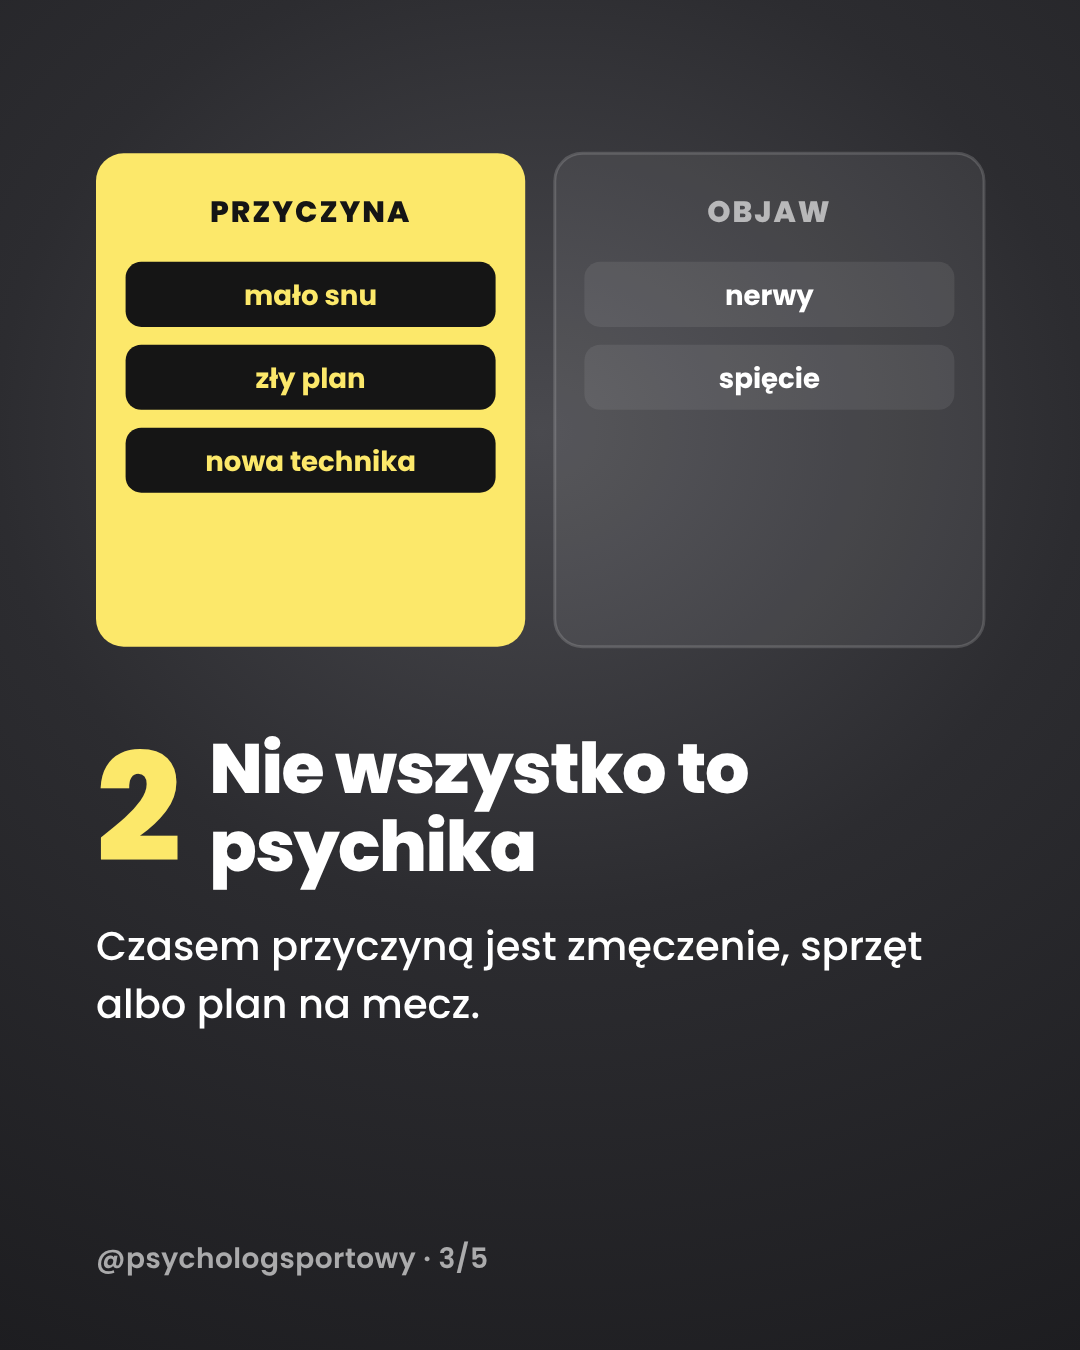 PRZYCZYNA
mało snu
zły plan
nowa technika
OBJAW
nerwy
spięcie
2
Nie wszystko to
psychika
Czasem przyczyną jest zmęczenie, sprzęt
albo plan na mecz.
@psychologsportowy · 3/5